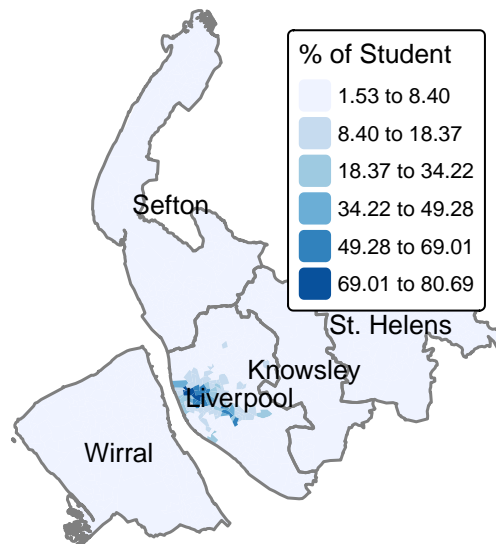 % of Student
1.53 to 8.40
8.40 to 18.37
18.37 to 34.22
34.22 to 49.28
49.28 to 69.01
69.01 to 80.69
Sefton
St. Helens
Knowsley
Liverpool
Wirral